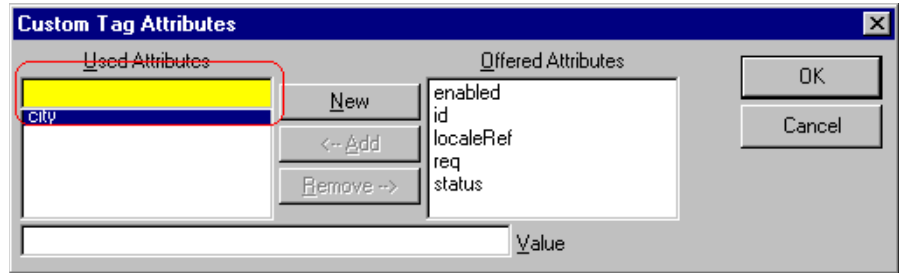 Custom Tag Attributes
Used Attributes
Offered Attributes
city
New
<-- Add
Remove -->
enabled
id
localeRef
req
status
OK
Cancel
Value